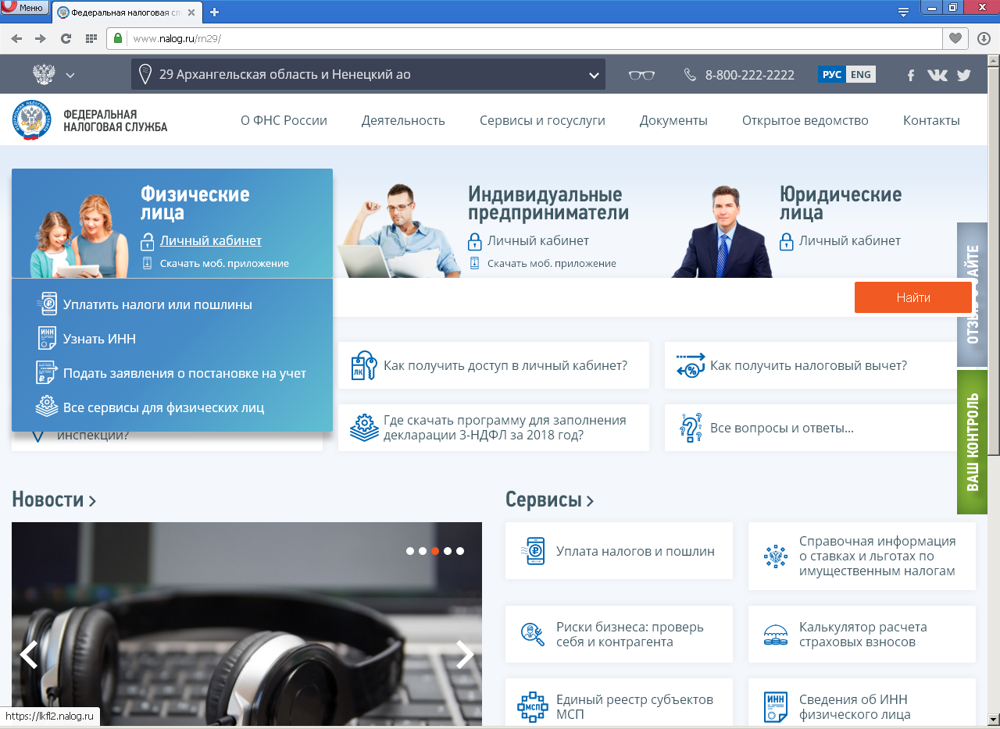 Меню
Федеральная налоговая сл
www.nalog.ru/rn29/
29 Архангельская область и Ненецкий ао
8-800-222-2222
РУС ENG
ФЕДЕРАЛЬНАЯ
НАЛОГОВАЯ СЛУЖБА
О ФНС России
Деятельность
Сервисы и госуслуги
Документы
Открытое ведомство
Контакты
Физические
лица
Личный кабинет
Скачать моб. приложение
Индивидуальные
предприниматели
Личный кабинет
Скачать моб. приложение
Юридические
лица
Личный кабинет
Уплатить налоги или пошлины
Узнать ИНН
Подать заявления о постановке на учет
Все сервисы для физических лиц
инспекции?
Найти
Как получить доступ в личный кабинет?
Как получить налоговый вычет?
Где скачать программу для заполнения
декларации 3-НДФЛ за 2018 год?
Все вопросы и ответы...
ВАШ КОНТРОЛЬ
Новости
Сервисы
Уплата налогов и пошлин
Справочная информация
о ставках и льготах по
имущественным налогам
Риски бизнеса: проверь
себя и контрагента
Калькулятор расчета
страховых взносов
МСП
Единый реестр субъектов
МСП
ИНН
Сведения об ИНН
физического лица
https://lkfl2.nalog.ru